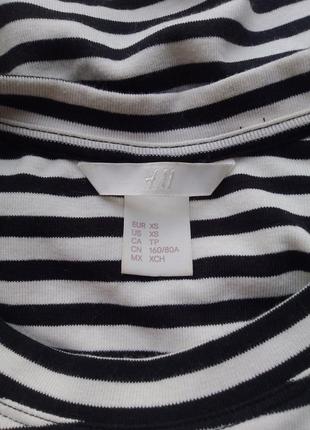 H&M
EUR XS
US XS
CA TP
CN 160/80A
MX XCH